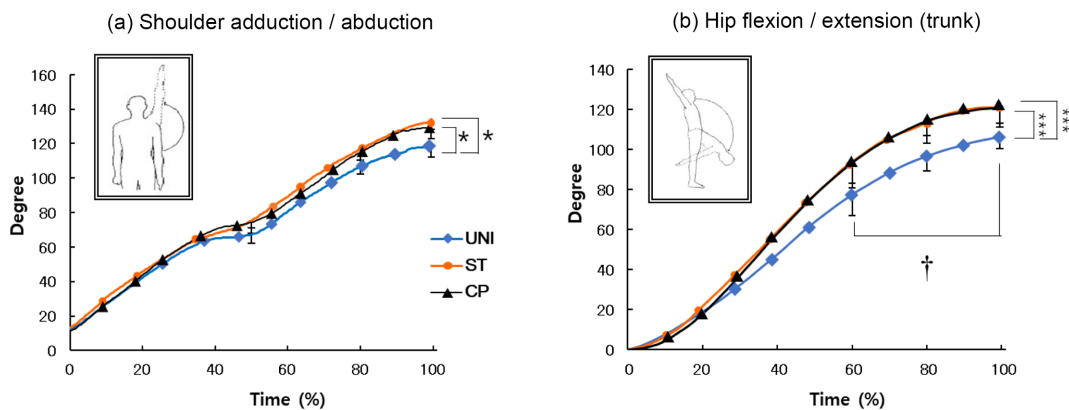 (a) Shoulder adduction / abduction
160
140
120
100
80
60
40
20
0
Degree
0 20 40 60 80 100
Time (%)
* *
UNI
ST
CP
(b) Hip flexion / extension (trunk)
140
120
100
80
60
40
20
0
Degree
0 20 40 60 80 100
Time (%)
*** ***
†